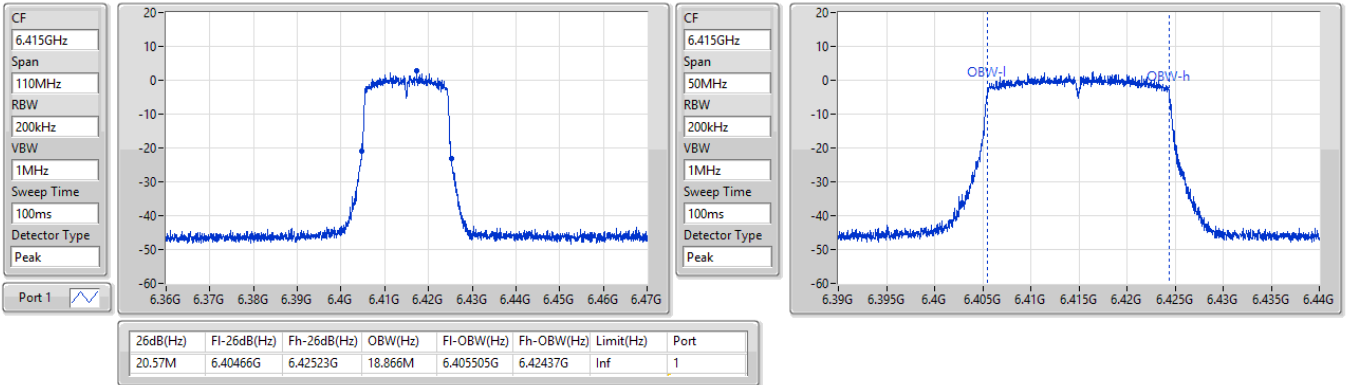 CF
6.415GHz
Span
110MHz
RBW
200kHz
VBW
1MHz
Sweep Time
100ms
Detector Type
Peak
Port 1
20-
10-
0-
-10-
-20-
-30-
-40-
-50-
-60-
6.36G 6.37G 6.38G 6.39G 6.4G 6.41G 6.42G 6.43G 6.44G 6.45G 6.46G 6.47G
CF
6.415GHz
Span
50MHz
RBW
200kHz
VBW
1MHz
Sweep Time
100ms
Detector Type
Peak
20-
10-
0-
-10-
-20-
-30-
-40-
-50-
-60-
OBW-l
OBW-h
6.39G 6.395G 6.4G 6.405G 6.41G 6.415G 6.42G 6.425G 6.43G 6.435G 6.44G
26dB(Hz) Fl-26dB(Hz) Fh-26dB(Hz) OBW(Hz) Fl-OBW(Hz) Fh-OBW(Hz) Limit(Hz) Port
20.57M 6.40466G 6.42523G 18.866M 6.405505G 6.42437G Inf 1